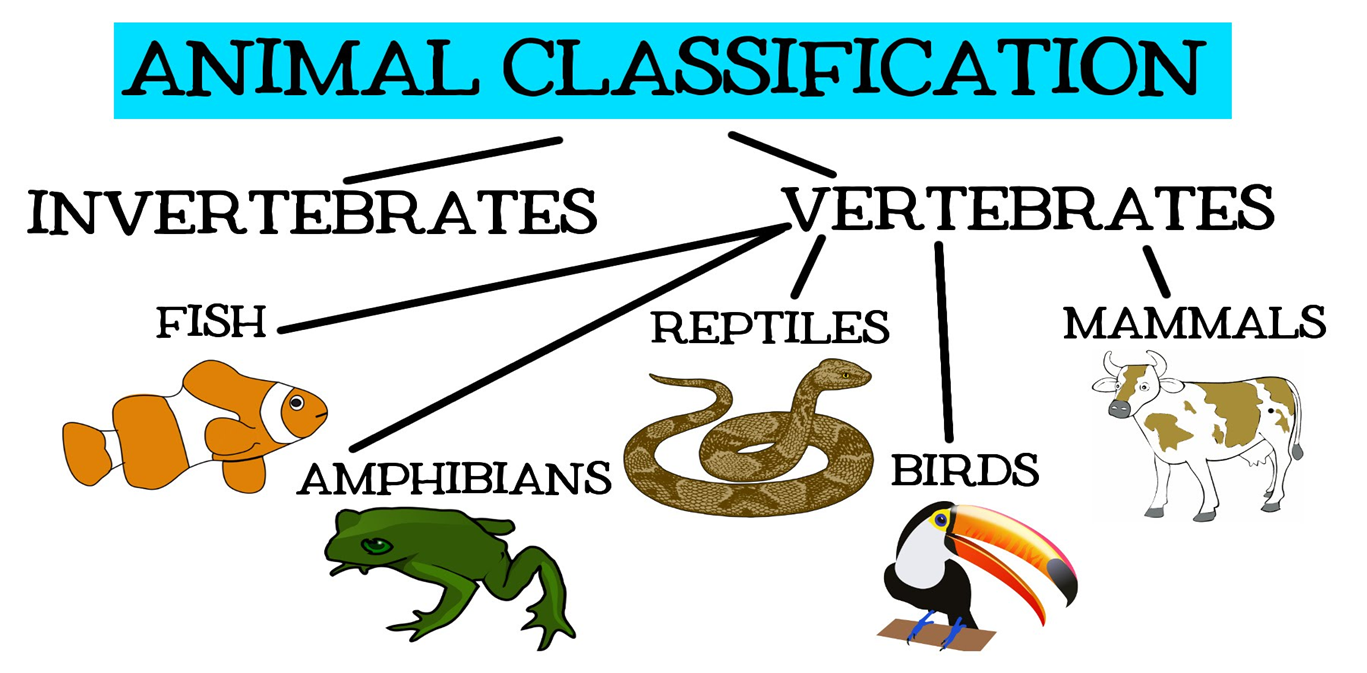 ANIMAL CLASSIFICATION
INVERTEBRATES
VERTEBRATES
FISH
REPTILES
MAMMALS
AMPHIBIANS
BIRDS